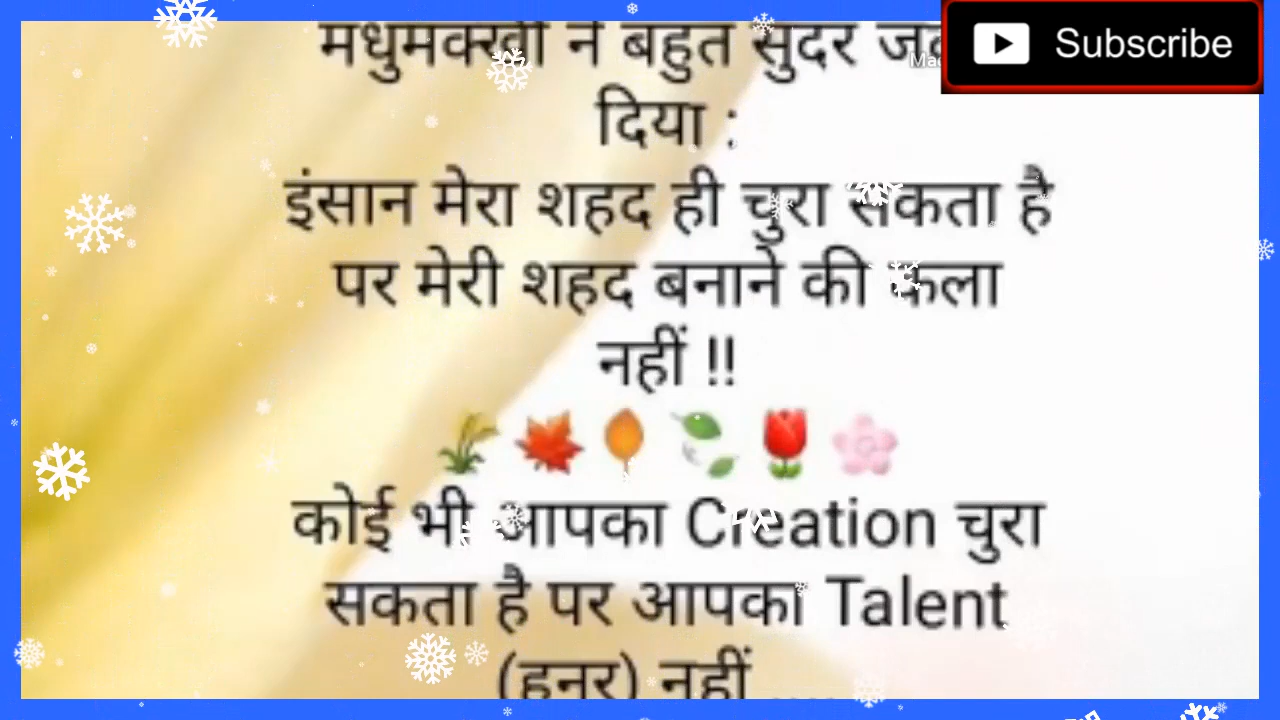 मधुमक्खी ने बहुत सुंदर
Subscribe
दिया :
इंसान मेरा शहद ही चुरा सकता है
पर मेरी शहद बनाने की कला
नहीं !!
कोई भी आपका Creation चुरा
सकता है पर आपका Talent
(हुनर) नहीं ....